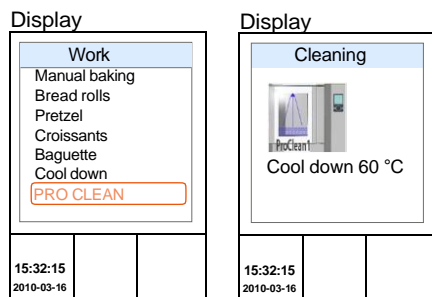 Display
Work
Manual baking
Bread rolls
Pretzel
Croissants
Baguette
Cool down
PRO CLEAN
15:32:15
2010-03-16
Display
Cleaning
ProClean1
Cool down 60 °C
15:32:15
2010-03-16